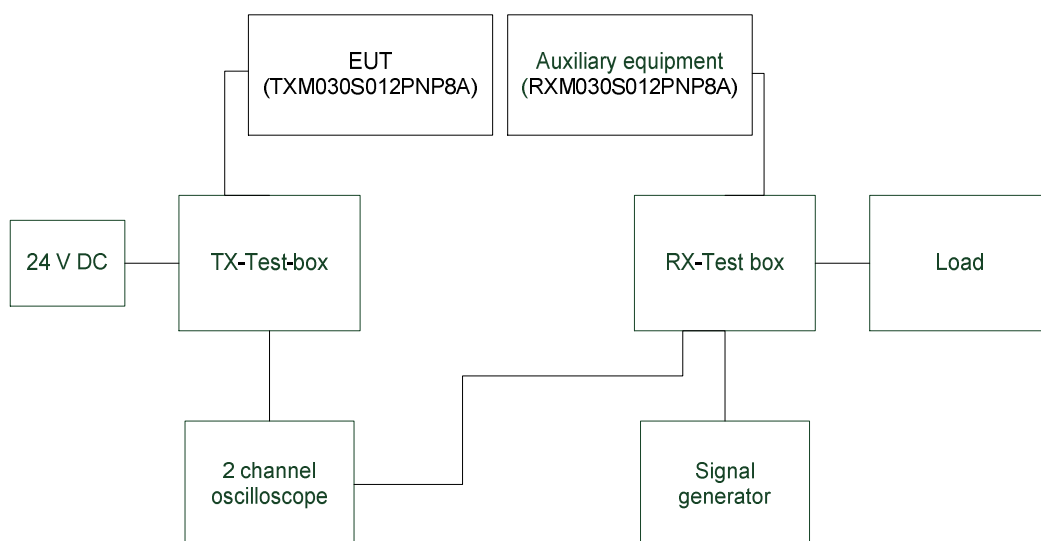 EUT
(TXM030S012PNP8A)
Auxiliary equipment
(RXM030S012PNP8A)
24 V DC
TX-Test-box
RX-Test box
Load
2 channel
oscilloscope
Signal
generator